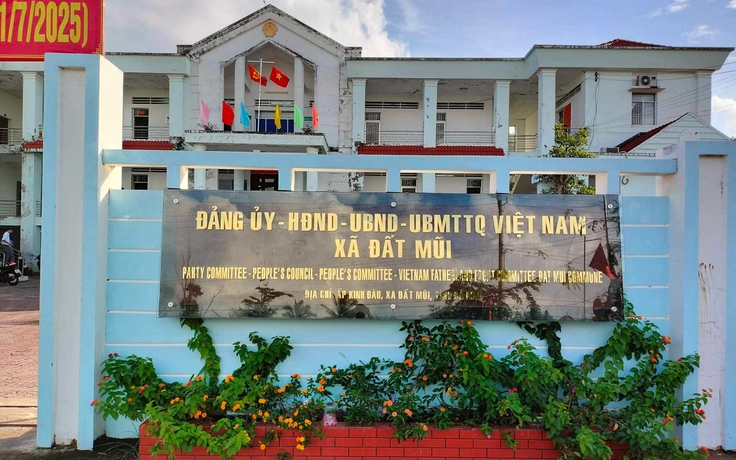 1/7/2025)
ĐẢNG ỦY - HĐND - UBND - UBMTTQ VIỆT NAM
XÃ ĐẤT MŨI
PARTY COMMITTEE - PEOPLE'S COUNCIL - PEOPLE'S COMMITTEE - VIETNAM FATHERLAND FRONT COMMITTEE DAT MUI COMMUNE
ĐỊA CHỈ: ẤP KINH ĐÀO, XÃ ĐẤT MŨI,